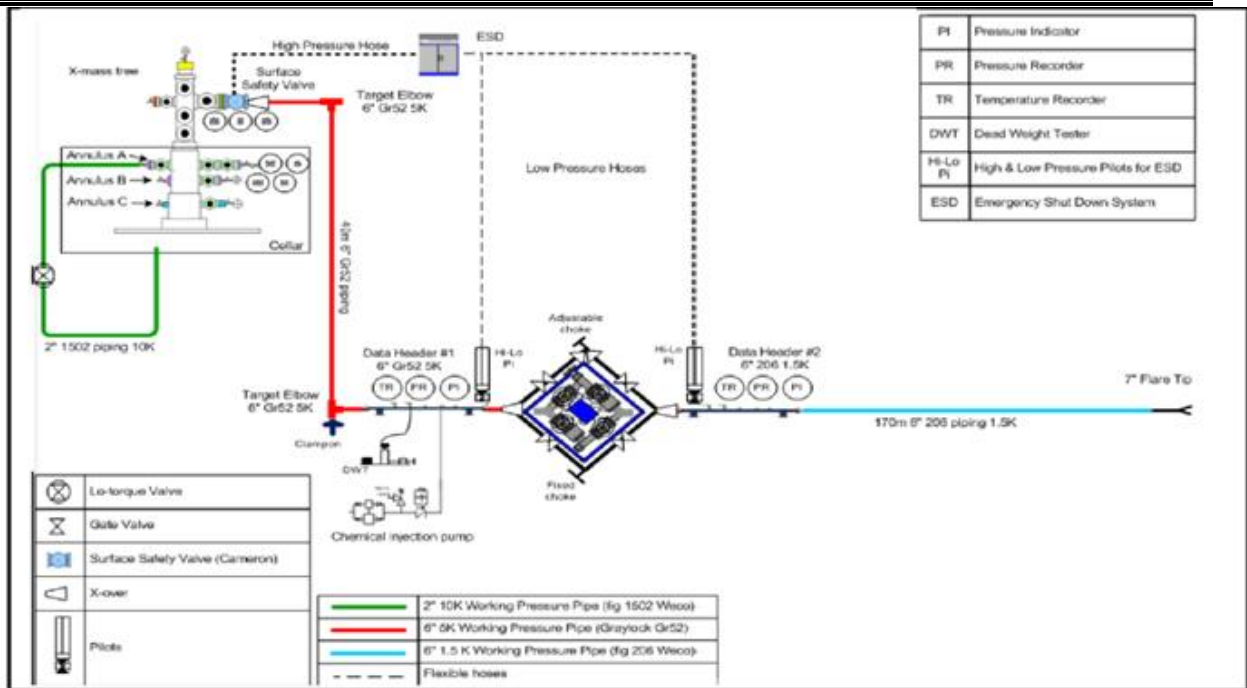 High Pressure Hose
ESD
X-mass tree
Surface
Safety Valve
Target Elbow
6" Gr52 5K
Annulus A
Annulus B
Annulus C
Cellar
Low Pressure Hoses
6" Gr52 piping
2" 1502 piping 10K
Data Header #1
6" Gr52 5K
Hi-Lo
Pi
Adjustable
choke
Hi-Lo
Pi
Data Header #2
6" 206 1.5K
TR
PR
PI
TR
PR
PI
7" Flare Tip
Target Elbow
6" Gr52 5K
Clampon
DWT
Fixed
choke
170m 6" 206 piping 1.5K
Chemical injection pump
PI Pressure Indicator
PR Pressure Recorder
TR Temperature Recorder
DWT Dead Weight Tester
Hi-Lo
Pi
High & Low Pressure Pilots for ESD
ESD Emergency Shut Down System
Lo-torque Valve
Gate Valve
Surface Safety Valve (Cameron)
X-over
Pilots
2" 10K Working Pressure Pipe (fig 1502 Weco)
6" 5K Working Pressure Pipe (Graylock Gr52)
6" 1.5 K Working Pressure Pipe (fig 206 Weco)
Flexible hoses